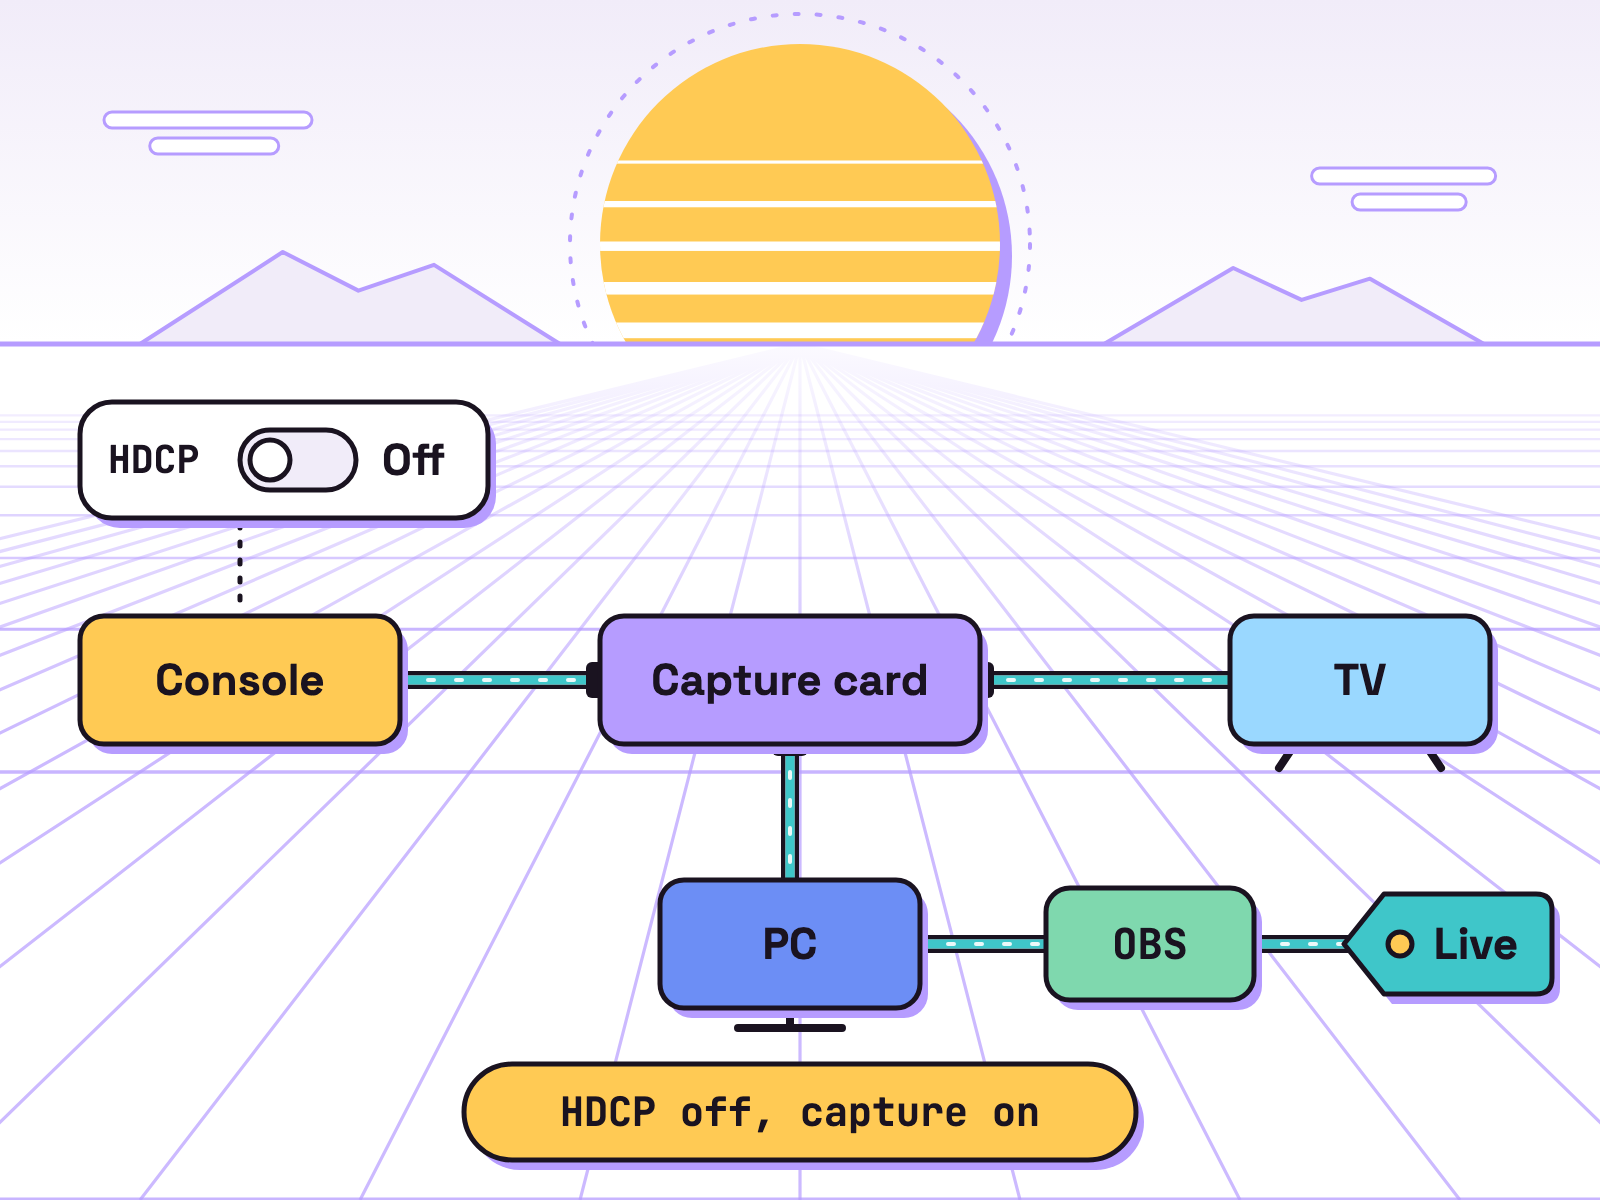 HDCP Off
Console
Capture card
TV
PC
OBS
Live
HDCP off, capture on